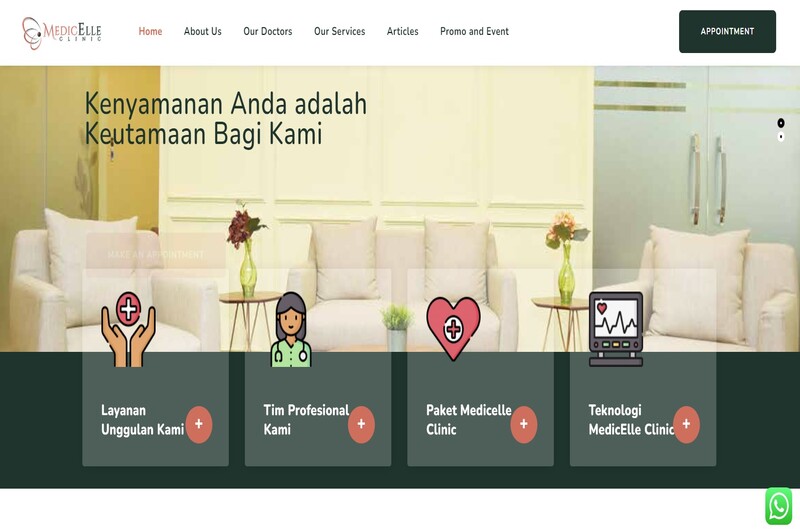 MEDICELLE
CLINIC
Home
About Us
Our Doctors
Our Services
Articles
Promo and Event
APPOINTMENT
Kenyamanan Anda adalah
Keutamaan Bagi Kami
MAKE AN APPOINTMENT
Layanan
Unggulan Kami
+
Tim Profesional
Kami
+
Paket Medicelle
Clinic
+
Teknologi
MedicElle Clinic
+